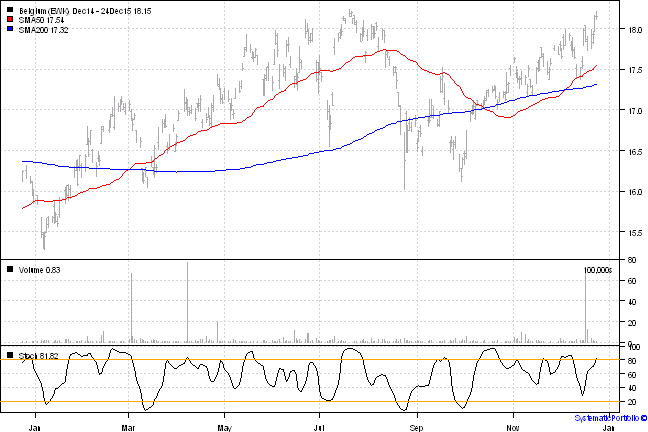 Belgium (EWK) Dec14 - 24Dec15 18.15
SMA50 17.54
SMA200 17.32
18.0
17.5
17.0
16.5
16.0
15.5
Volume 0.83
100,000s
80
60
40
20
0
Stoch 81.82
100
80
60
40
20
Jan
Mar
May
Jul
Sep
Nov
Jan
SystematicPortfolio ©